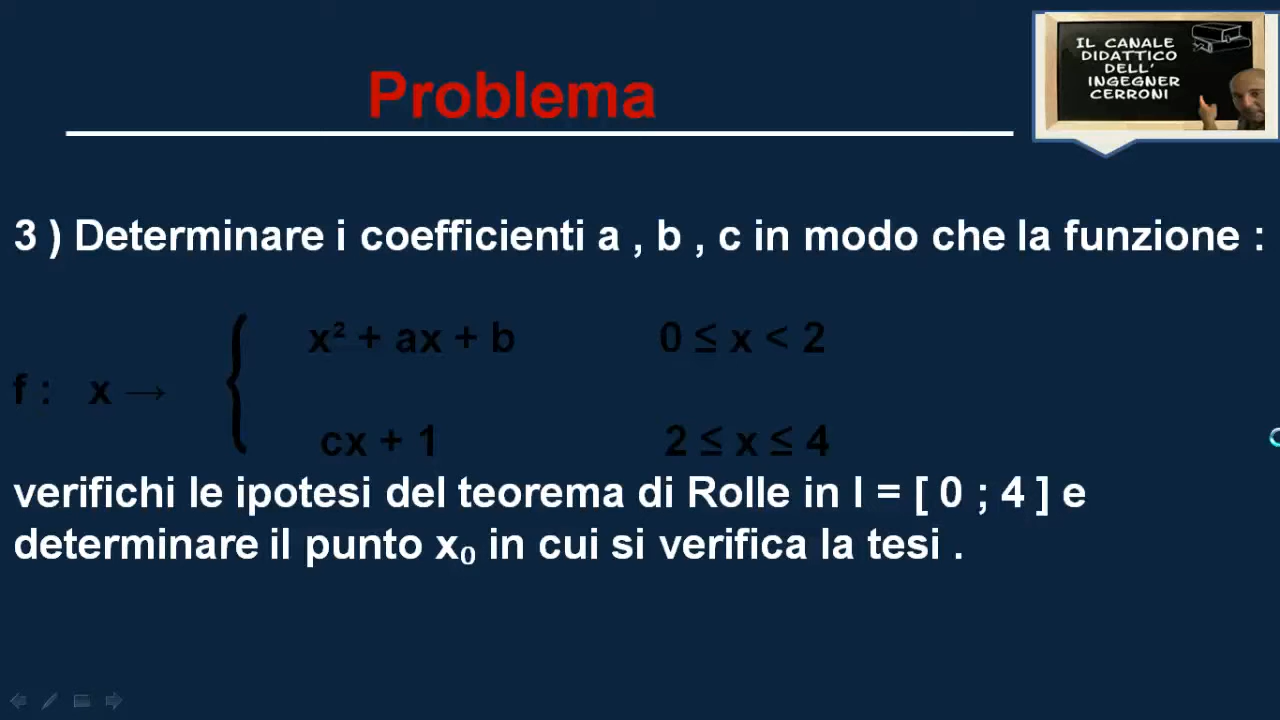 Problema
IL CANALE
DIDATTICO
DELL'
INGEGNER
CERRONI
3 ) Determinare i coefficienti a , b , c in modo che la funzione :
x² + ax + b 0 ≤ x < 2
f : x →
cx + 1 2 ≤ x ≤ 4
verifichi le ipotesi del teorema di Rolle in I = [ 0 ; 4 ] e
determinare il punto x₀ in cui si verifica la tesi .